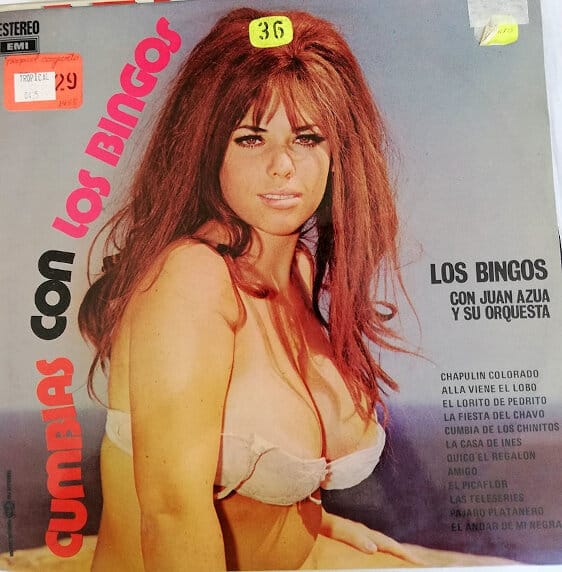 ESTEREO
EMI
36
tropical conjunto
TROPICAL
29
CUMBIAS CON LOS BINGOS
LOS BINGOS
CON JUAN AZUA
Y SU ORQUESTA
CHAPULIN COLORADO
ALLA VIENE EL LOBO
EL LORITO DE PEDRITO
LA FIESTA DEL CHAVO
CUMBIA DE LOS CHINITOS
LA CASA DE INES
QUICO EL REGALON
AMIGO
EL PICAFLOR
LAS TELESERIES
PAJARO PLATANERO
EL ANDAR DE MI NEGRA